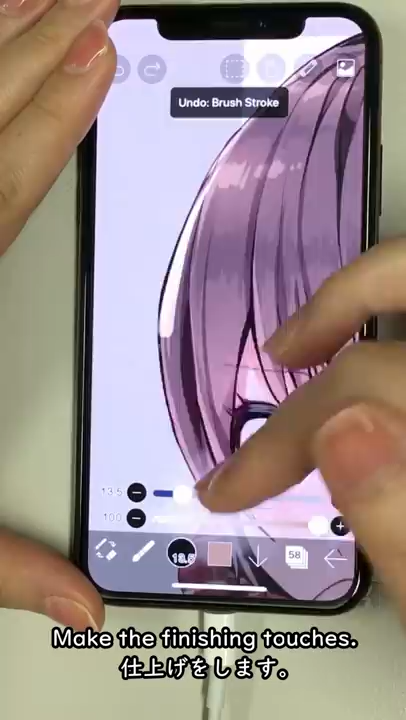 Undo: Brush Stroke
13.5
100
13.5
58
Make the finishing touches.
仕上げをします。